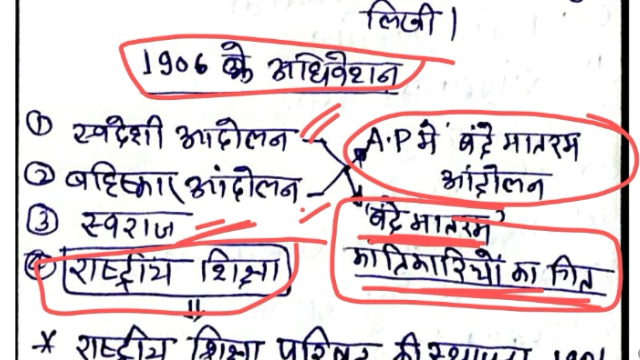 लिखी।
1906 के अधिवेशन
① स्वदेशी आंदोलन
A.P में 'वंदे मातरम
② बहिष्कार आंदोलन
आंदोलन
③ स्वराज
'वंदे मातरम'
④ राष्ट्रीय शिक्षा
क्रांतिकारियों का गीत
* राष्ट्रीय शिक्षा परिषद की स्थापना